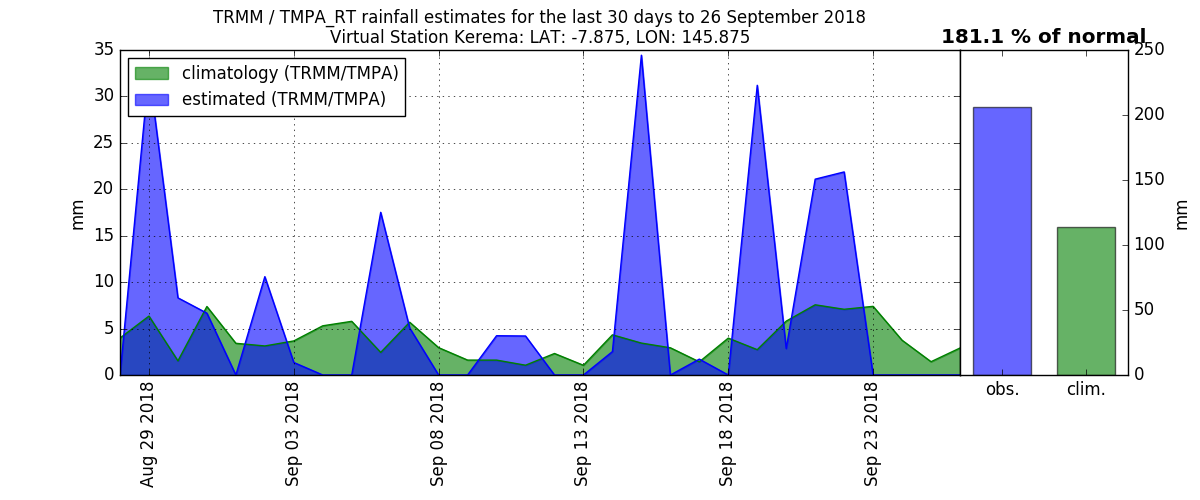 TRMM / TMPA_RT rainfall estimates for the last 30 days to 26 September 2018
Virtual Station Kerema: LAT: -7.875, LON: 145.875
181.1 % of normal
climatology (TRMM/TMPA)
estimated (TRMM/TMPA)
35
30
25
20
15
10
5
0
mm
Aug 29 2018
Sep 03 2018
Sep 08 2018
Sep 13 2018
Sep 18 2018
Sep 23 2018
250
200
150
100
50
0
mm
obs.
clim.